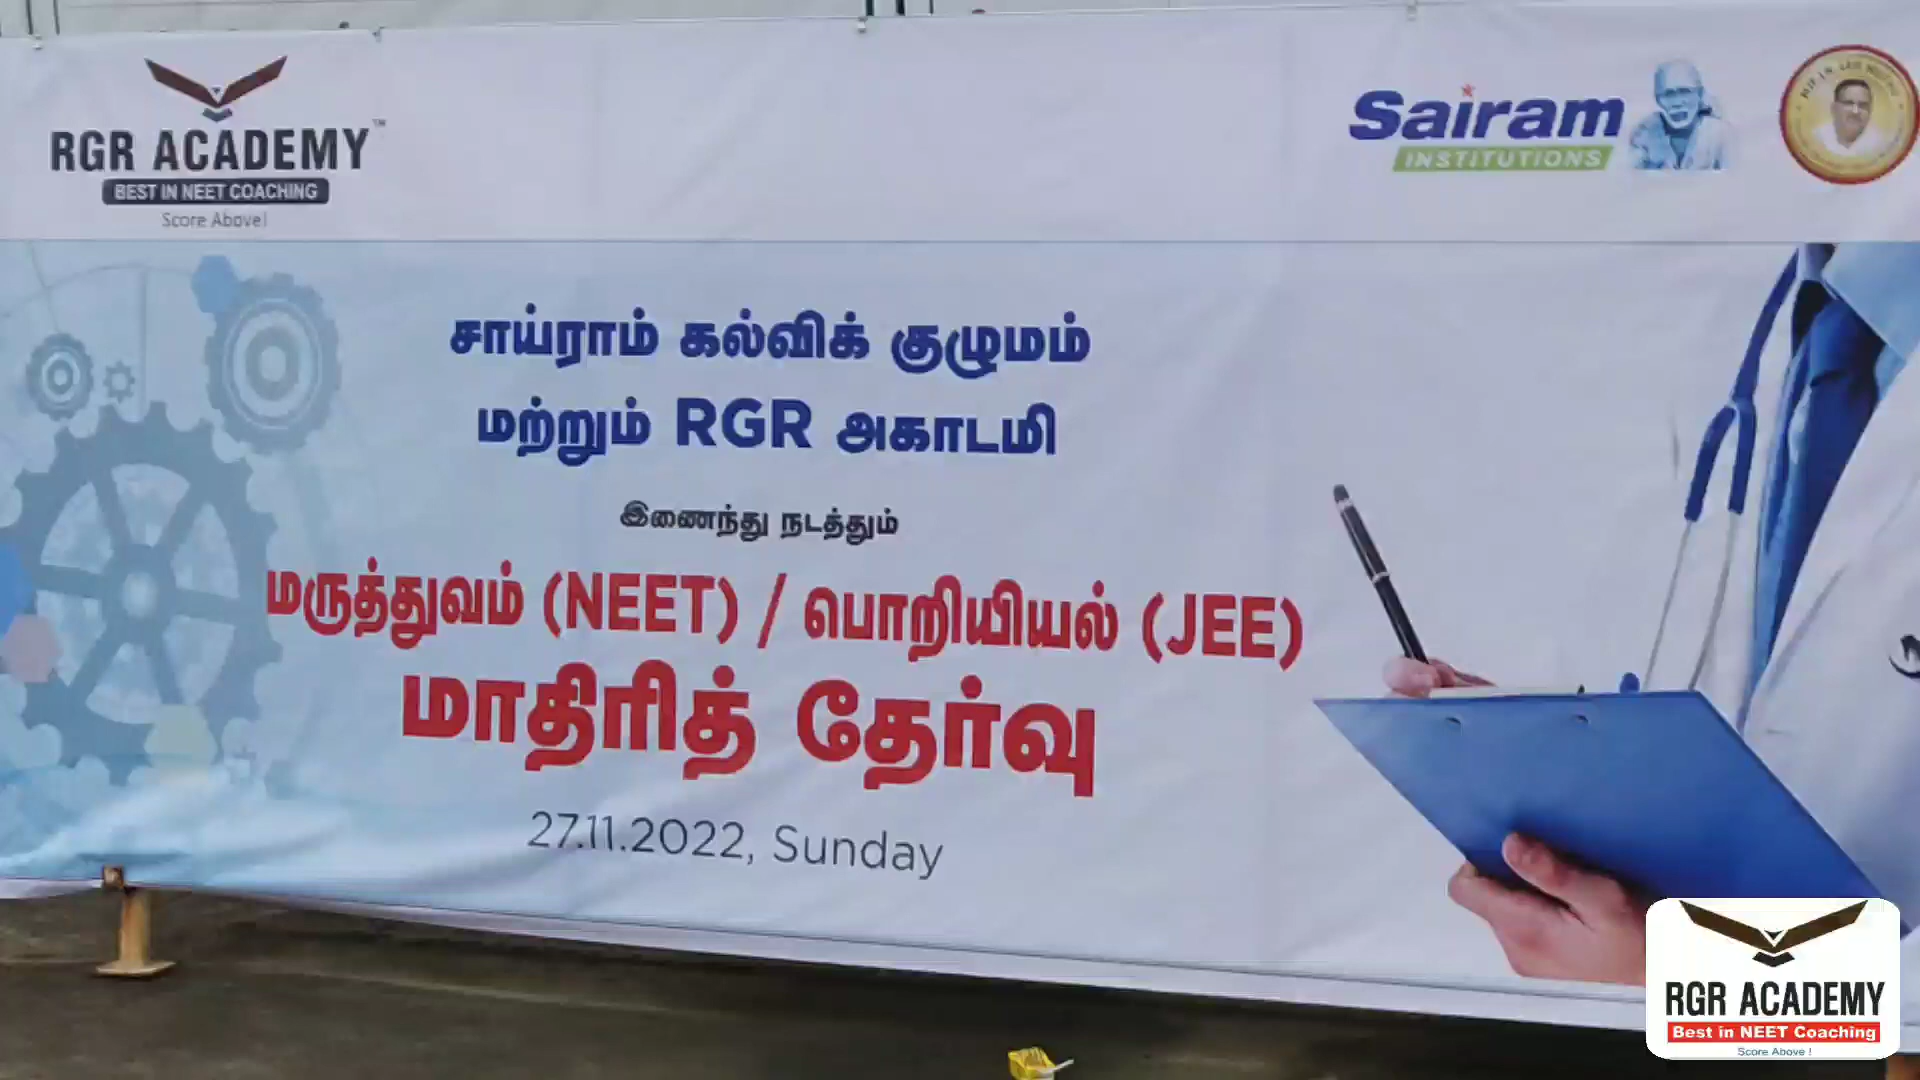 RGR ACADEMY™
BEST IN NEET COACHING
Score Above!
Sairam
INSTITUTIONS
சாய்ராம் கல்விக் குழுமம்
மற்றும் RGR அகாடமி
இணைந்து நடத்தும்
மருத்துவம் (NEET) / பொறியியல் (JEE)
மாதிரித் தேர்வு
27.11.2022, Sunday
RGR ACADEMY
Best in NEET Coaching
Score Above !